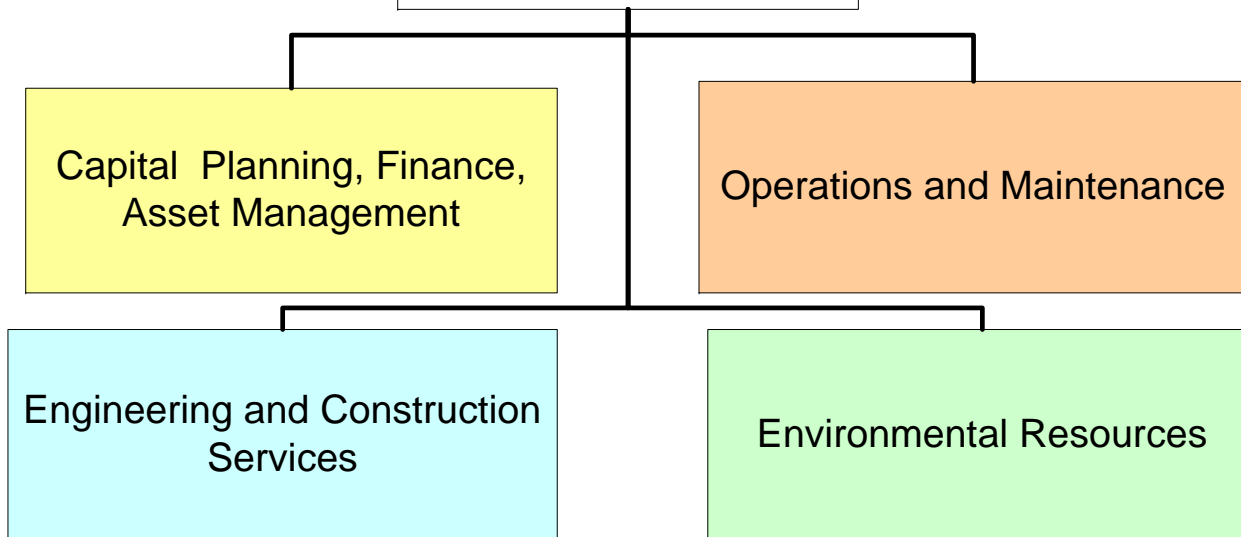 Capital  Planning, Finance,
Asset Management
Operations and Maintenance
Engineering and Construction
Services
Environmental Resources